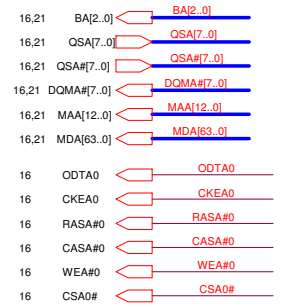 16,21 BA[2..0] BA[2..0]
16,21 QSA[7..0] QSA[7..0]
16,21 QSA#[7..0] QSA#[7..0]
16,21 DQMA#[7..0] DQMA#[7..0]
16,21 MAA[12..0] MAA[12..0]
16,21 MDA[63..0] MDA[63..0]
16 ODTA0 ODTA0
16 CKEA0 CKEA0
16 RASA#0 RASA#0
16 CASA#0 CASA#0
16 WEA#0 WEA#0
16 CSA0# CSA0#